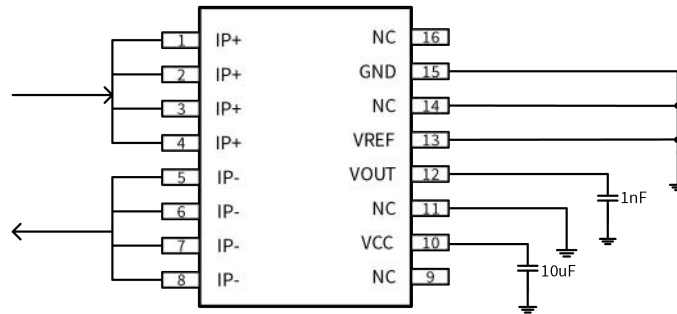 1 IP+ NC 16
2 IP+ GND 15
3 IP+ NC 14
4 IP+ VREF 13
5 IP- VOUT 12
1nF
6 IP- NC 11
7 IP- VCC 10
10uF
8 IP- NC 9